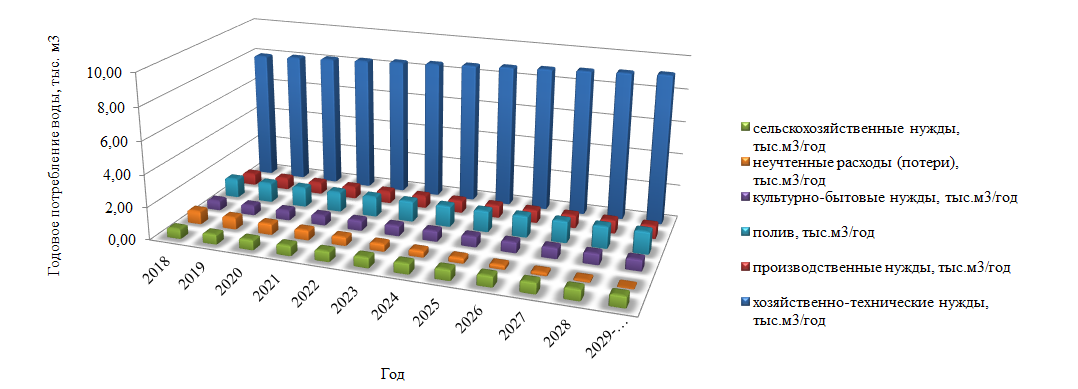 Годовое потребление воды, тыс. м3
10,00
8,00
6,00
4,00
2,00
0,00
2018
2019
2020
2021
2022
2023
2024
2025
2026
2027
2028
2029-...
Год
сельскохозяйственные нужды,
тыс.м3/год
неучтенные расходы (потери),
тыс.м3/год
культурно-бытовые нужды, тыс.м3/год
полив, тыс.м3/год
производственные нужды, тыс.м3/год
хозяйственно-технические нужды,
тыс.м3/год